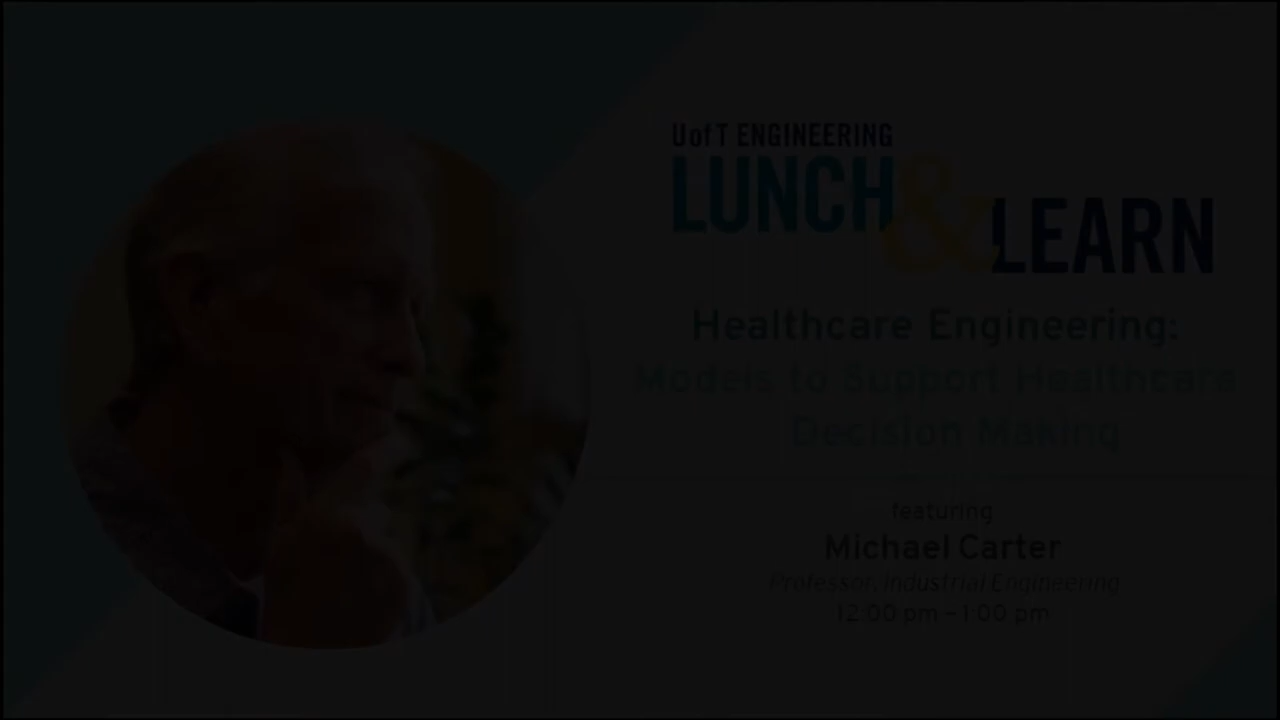 UofT ENGINEERING
LUNCH & LEARN
Healthcare Engineering:
Models to Support Healthcare
Decision Making
featuring
Michael Carter
Professor, Industrial Engineering
12:00 pm – 1:00 pm